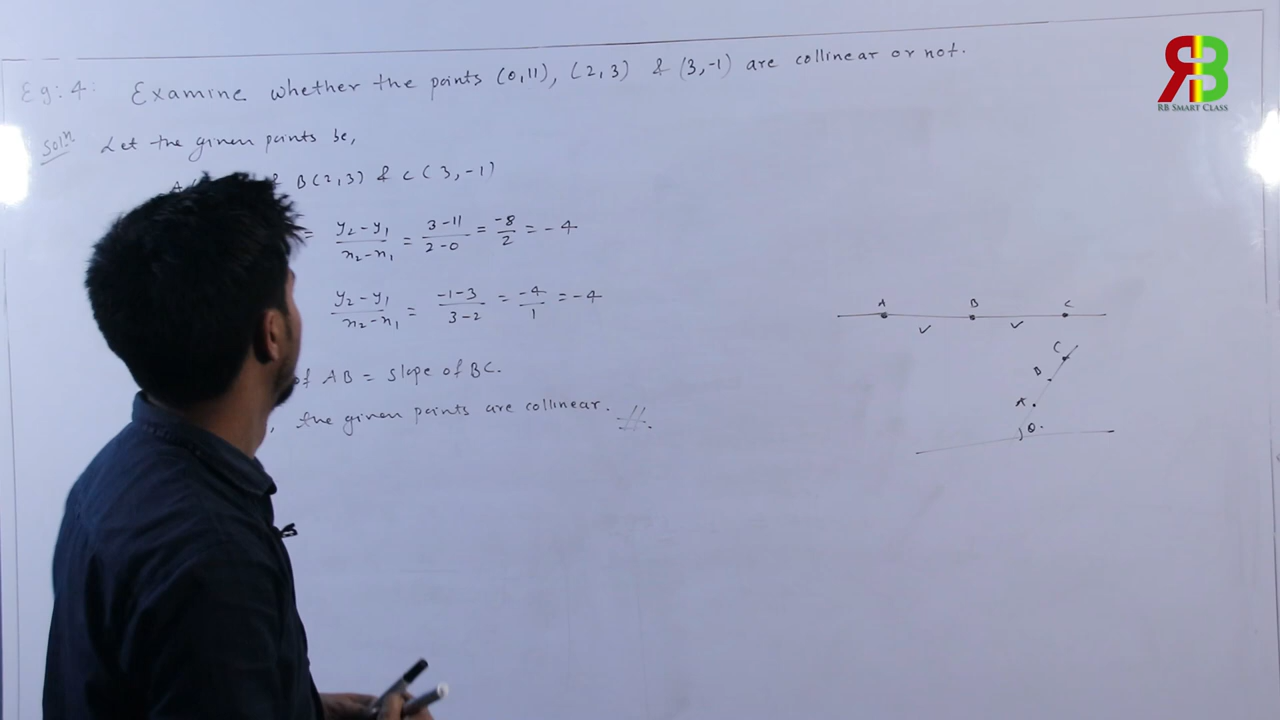 Eg: 4: Examine whether the points (0,11), (2,3) & (3,-1) are collinear or not.
Solⁿ Let the given points be,
& B(2,3) & C(3,-1)
= y₂-y₁/x₂-x₁ = 3-11/2-0 = -8/2 = -4
y₂-y₁/x₂-x₁ = -1-3/3-2 = -4/1 = -4
of AB = slope of BC.
, the given points are collinear. //.
A B C
✓ ✓
C
B
A
θ.
RB
RB SMART CLASS